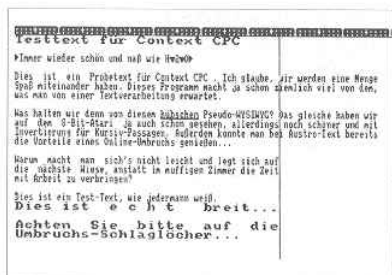 Testtext für Context CPC
Immer wieder schön und naß wie H2O
Dies ist ein Probetext für Context CPC . Ich glaube, wir werden eine Menge
Spaß miteinander haben. Dieses Programm macht ja schon ziemlich viel von dem,
was man von einer Textverarbeitung erwartet.
Was halten wir denn von diesem hübschen Pseudo-WYSIWYG? Das gleiche haben wir
auf dem 8-Bit-Atari ja auch schon gesehen, allerdings noch schöner und mit
Invertierung für Kursiv-Passagen. Außerdem konnte man bei Austro-Text bereits
die Vorteile eines Online-Umbruchs genießen...
Warum macht man sich's nicht leicht und legt sich auf
die nächste Wiese, anstatt im muffigen Zimmer die Zeit
mit Arbeit zu verbringen?
Dies ist ein Test-Text, wie jedermann weiß.
Dies ist e c h t breit...
Achten Sie bitte auf die
Umbruchs-Schlaglöcher...